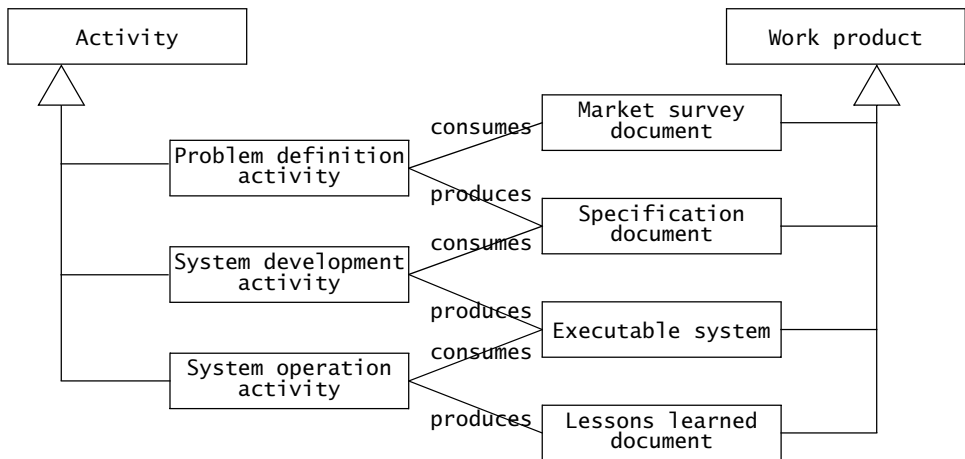 Activity
Work product
Market survey
document
consumes
Problem definition
activity
produces
Specification
document
consumes
System development
activity
produces
Executable system
consumes
System operation
activity
produces
Lessons learned
document